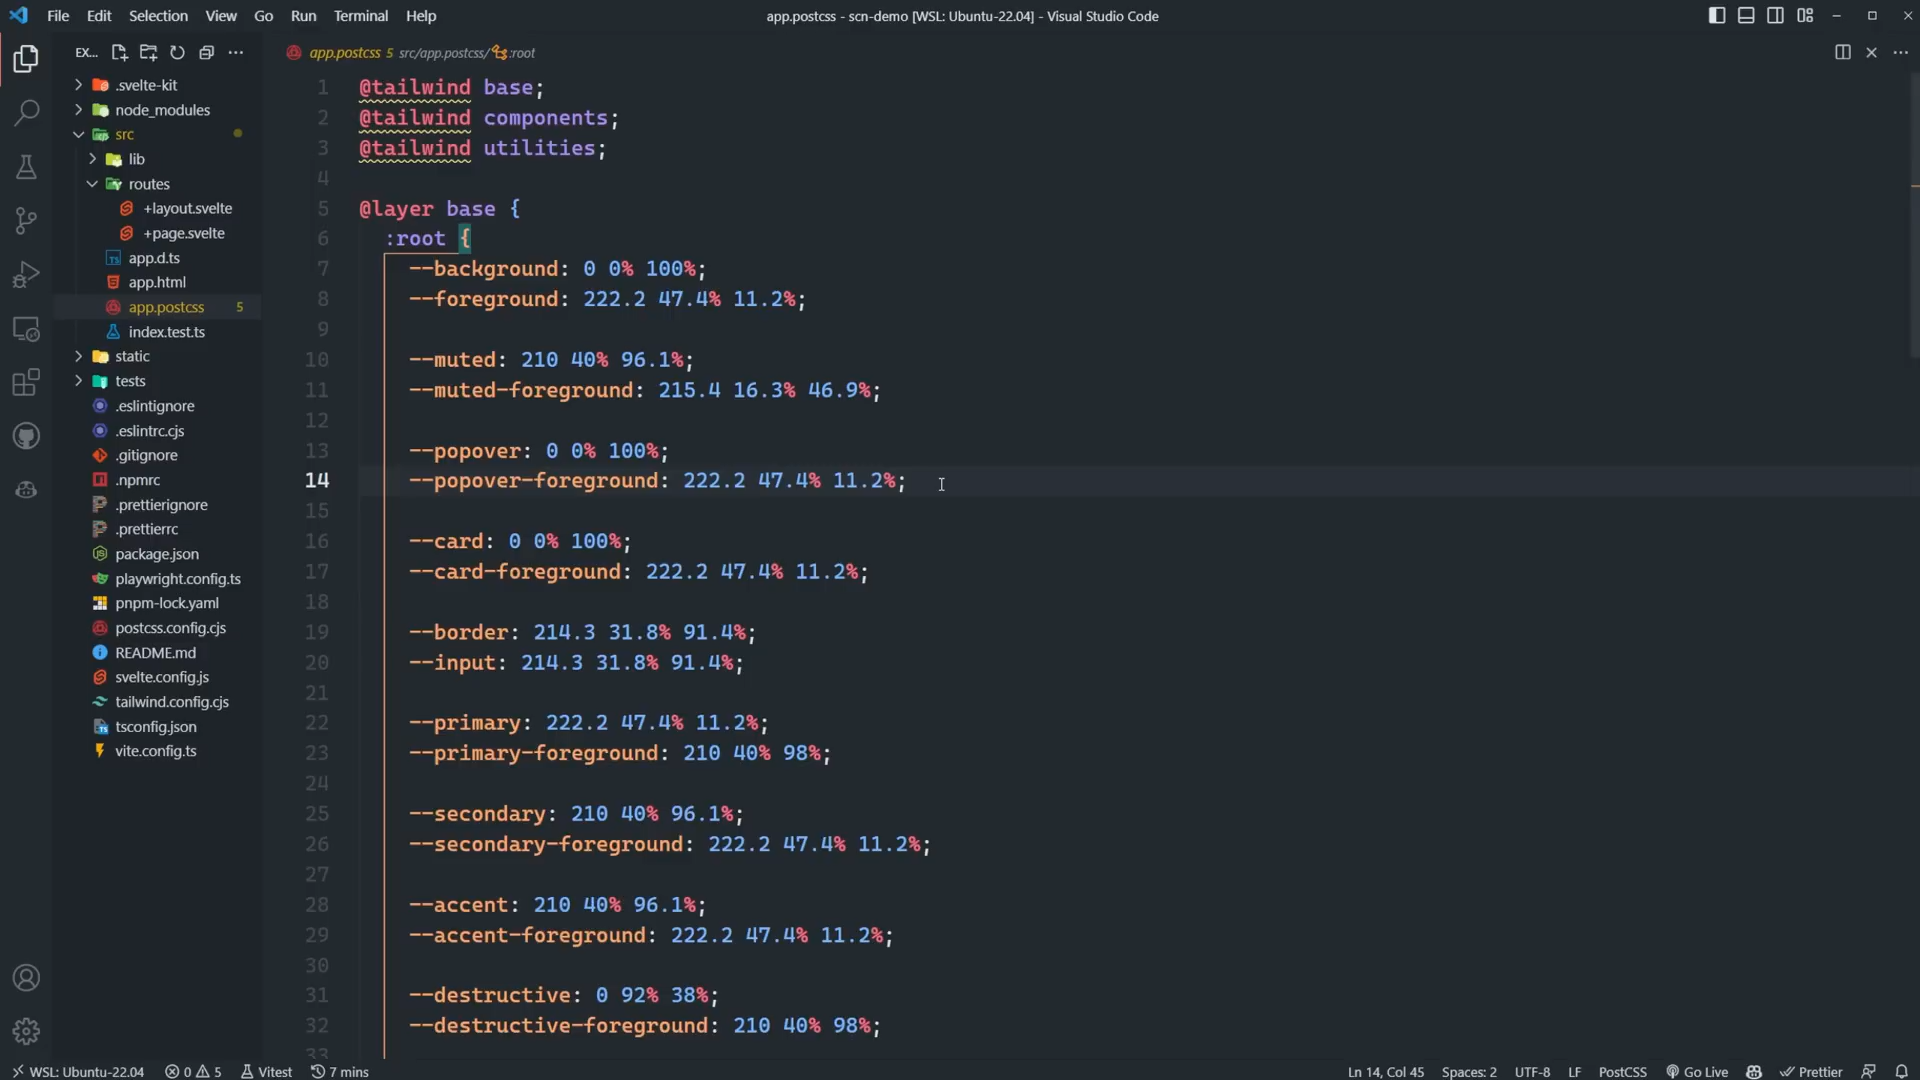 File Edit Selection View Go Run Terminal Help
app.postcss - scn-demo [WSL: Ubuntu-22.04] - Visual Studio Code
EX...
.svelte-kit
node_modules
src
lib
routes
+layout.svelte
+page.svelte
app.d.ts
app.html
app.postcss 5
index.test.ts
static
tests
.eslintignore
.eslintrc.cjs
.gitignore
.npmrc
.prettierignore
.prettierrc
package.json
playwright.config.ts
pnpm-lock.yaml
postcss.config.cjs
README.md
svelte.config.js
tailwind.config.cjs
tsconfig.json
vite.config.ts
app.postcss 5 src/app.postcss/ :root
1 @tailwind base;
2 @tailwind components;
3 @tailwind utilities;
4
5 @layer base {
6 :root {
7 --background: 0 0% 100%;
8 --foreground: 222.2 47.4% 11.2%;
9
10 --muted: 210 40% 96.1%;
11 --muted-foreground: 215.4 16.3% 46.9%;
12
13 --popover: 0 0% 100%;
14 --popover-foreground: 222.2 47.4% 11.2%;
15
16 --card: 0 0% 100%;
17 --card-foreground: 222.2 47.4% 11.2%;
18
19 --border: 214.3 31.8% 91.4%;
20 --input: 214.3 31.8% 91.4%;
21
22 --primary: 222.2 47.4% 11.2%;
23 --primary-foreground: 210 40% 98%;
24
25 --secondary: 210 40% 96.1%;
26 --secondary-foreground: 222.2 47.4% 11.2%;
27
28 --accent: 210 40% 96.1%;
29 --accent-foreground: 222.2 47.4% 11.2%;
30
31 --destructive: 0 92% 38%;
32 --destructive-foreground: 210 40% 98%;
33
WSL: Ubuntu-22.04 0 5 Vitest 7 mins Ln 14, Col 45 Spaces: 2 UTF-8 LF PostCSS Go Live Prettier